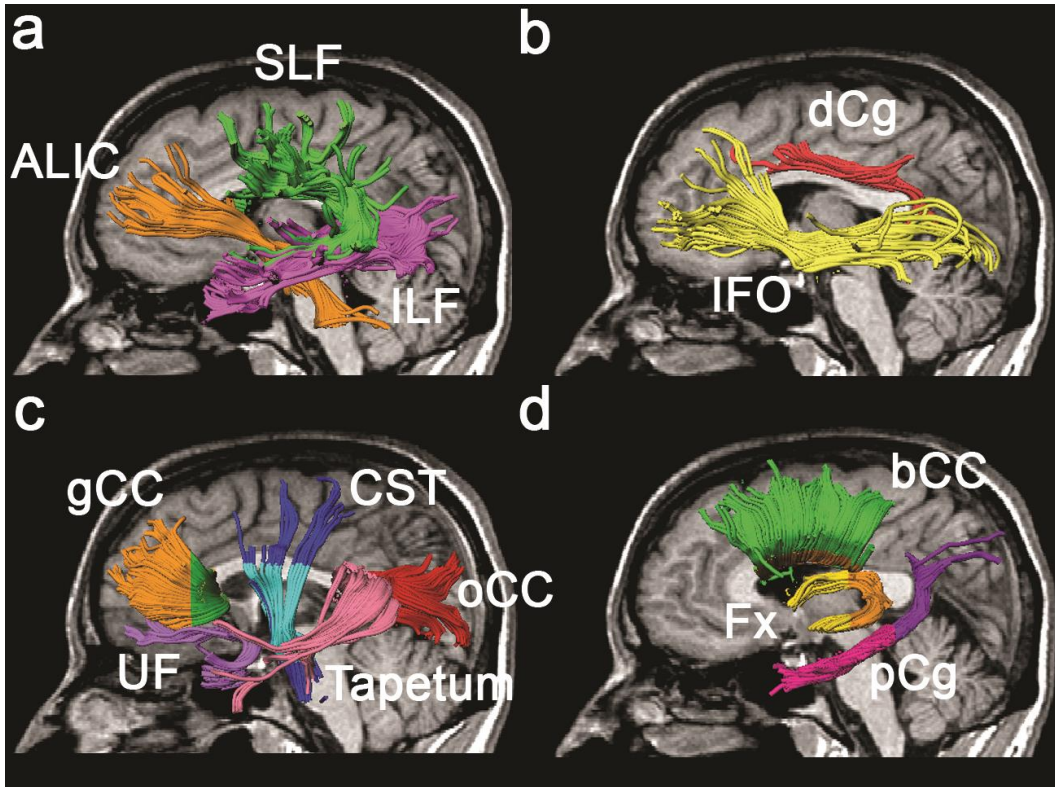 a
SLF
ALIC
ILF
b
dCg
IFO
c
gCC
CST
oCC
UF
Tapetum
d
bCC
Fx
pCg